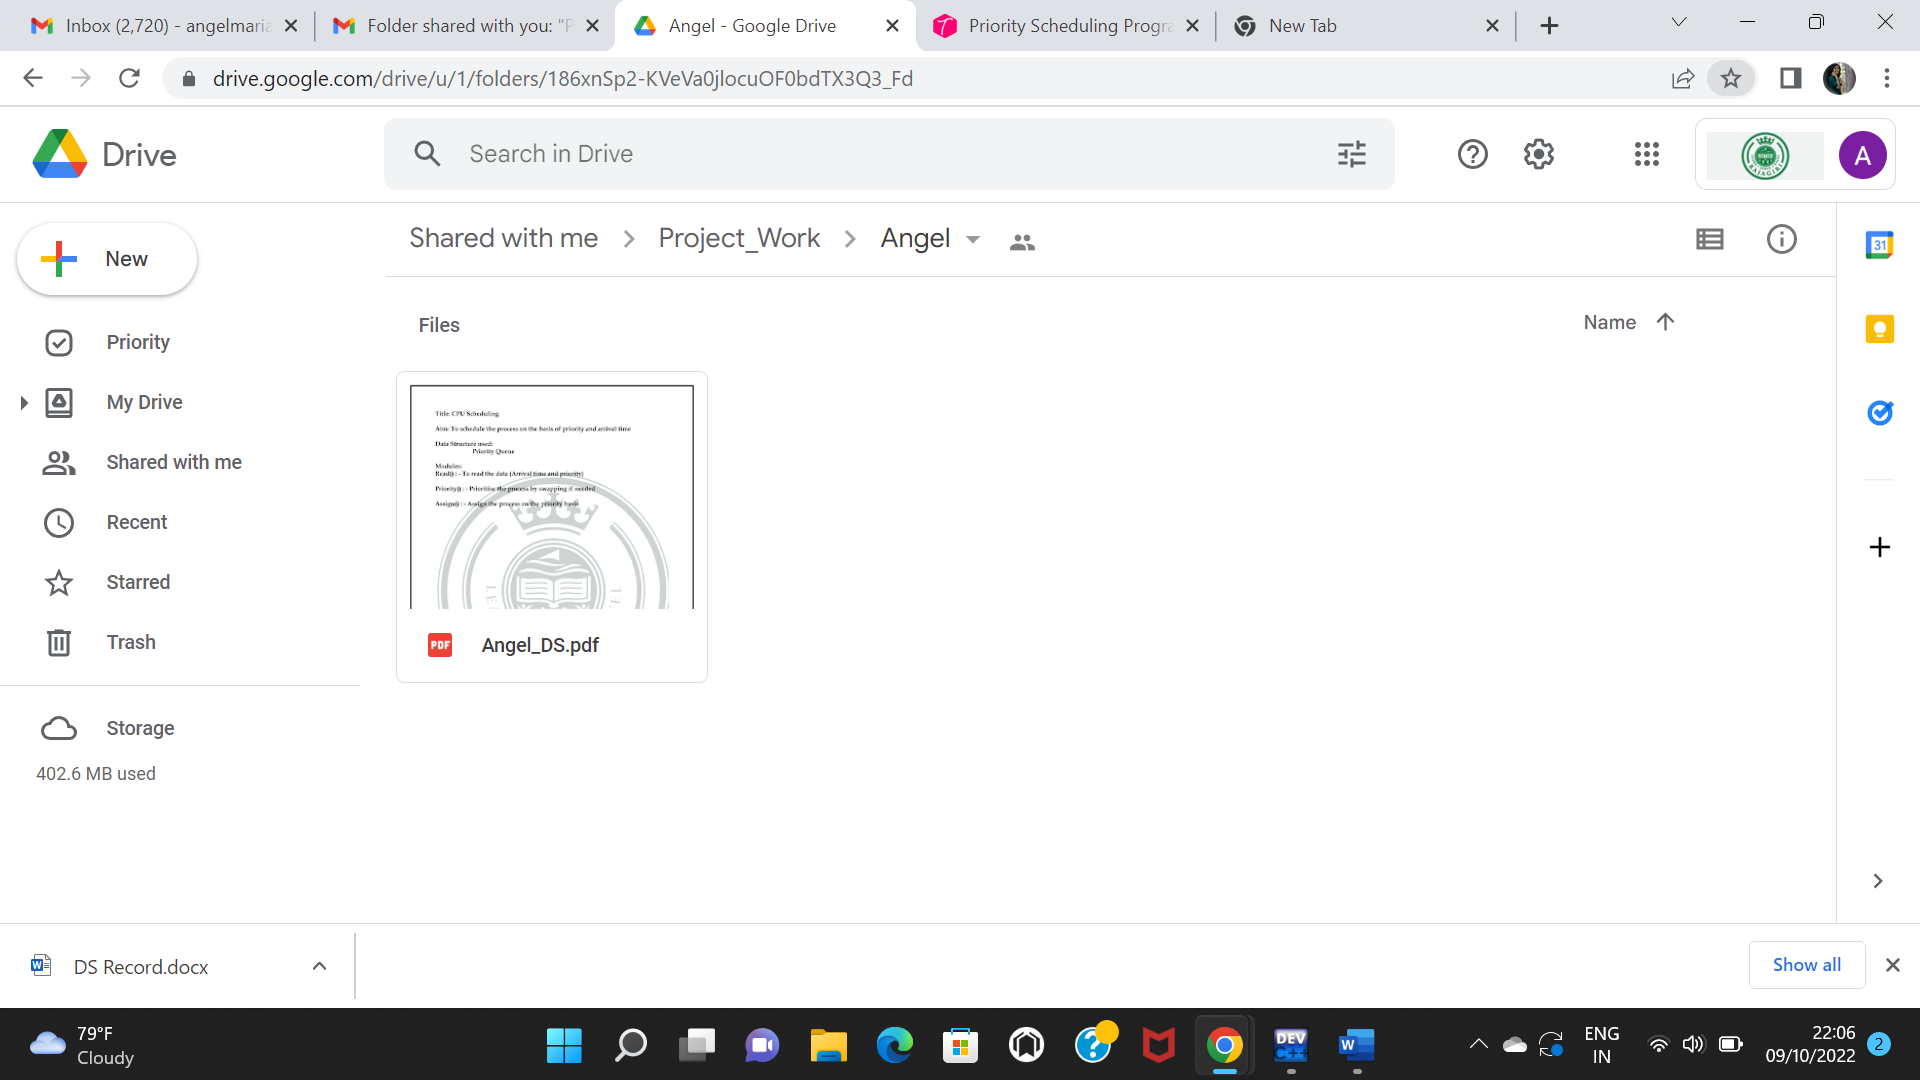 Inbox (2,720) - angelmaria
Folder shared with you: "P
Angel - Google Drive
Priority Scheduling Progra
New Tab
drive.google.com/drive/u/1/folders/186xnSp2-KVeVa0jlocuOF0bdTX3Q3_Fd
Drive
Search in Drive
RAJAGIRI
A
New
Shared with me
Project_Work
Angel
31
Files
Name
Priority
My Drive
Shared with me
Recent
Starred
Trash
Storage
402.6 MB used
Title: CPU Scheduling
Aim: To schedule the process on the basis of priority and arrival time
Data Structure used:
Priority Queue
Modules:
Read() : - To read the data (Arrival time and priority)
Priority() : - Prioritise the process by swapping if needed
Assign() : - Assign the process on the priority basis
PDF
Angel_DS.pdf
DS Record.docx
Show all
79°F
Cloudy
DEV
C++
W
ENG
IN
22:06
09/10/2022
2